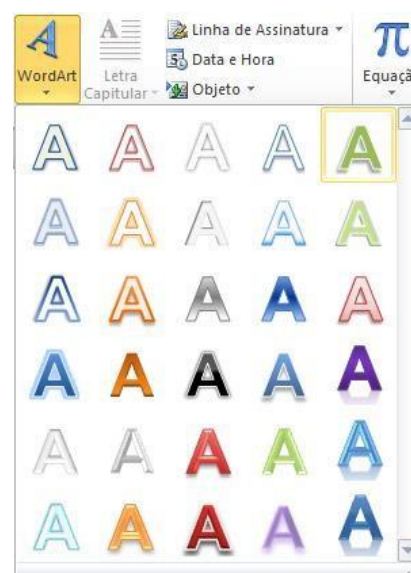 WordArt
Letra
Capitular
Linha de Assinatura
Data e Hora
Objeto
π
Equaçã
A A A A A
A A A A A
A A A A A
A A A A A
A A A A A
A A A A A